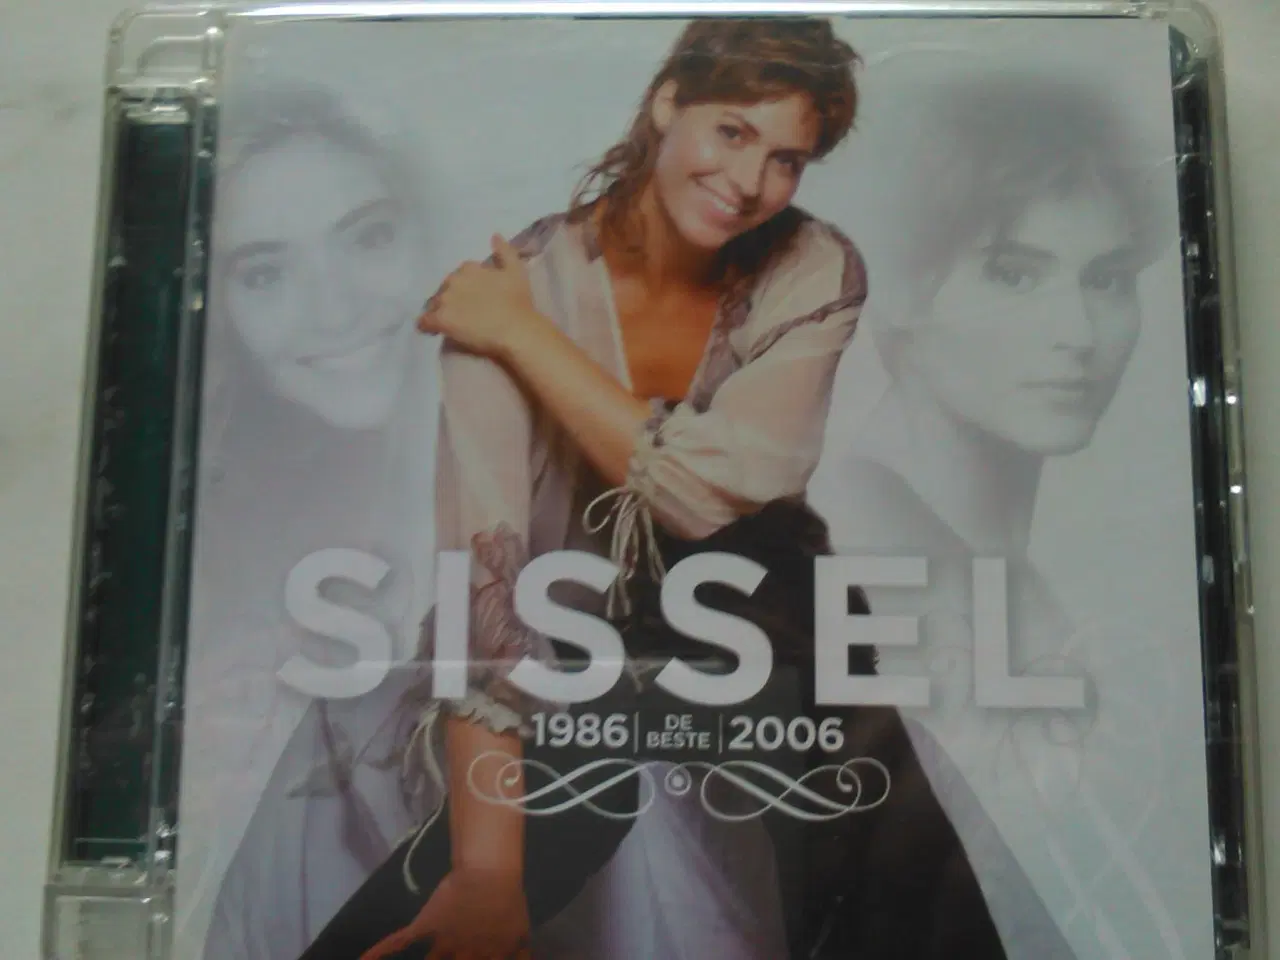 SISSEL
1986 | DE BESTE | 2006